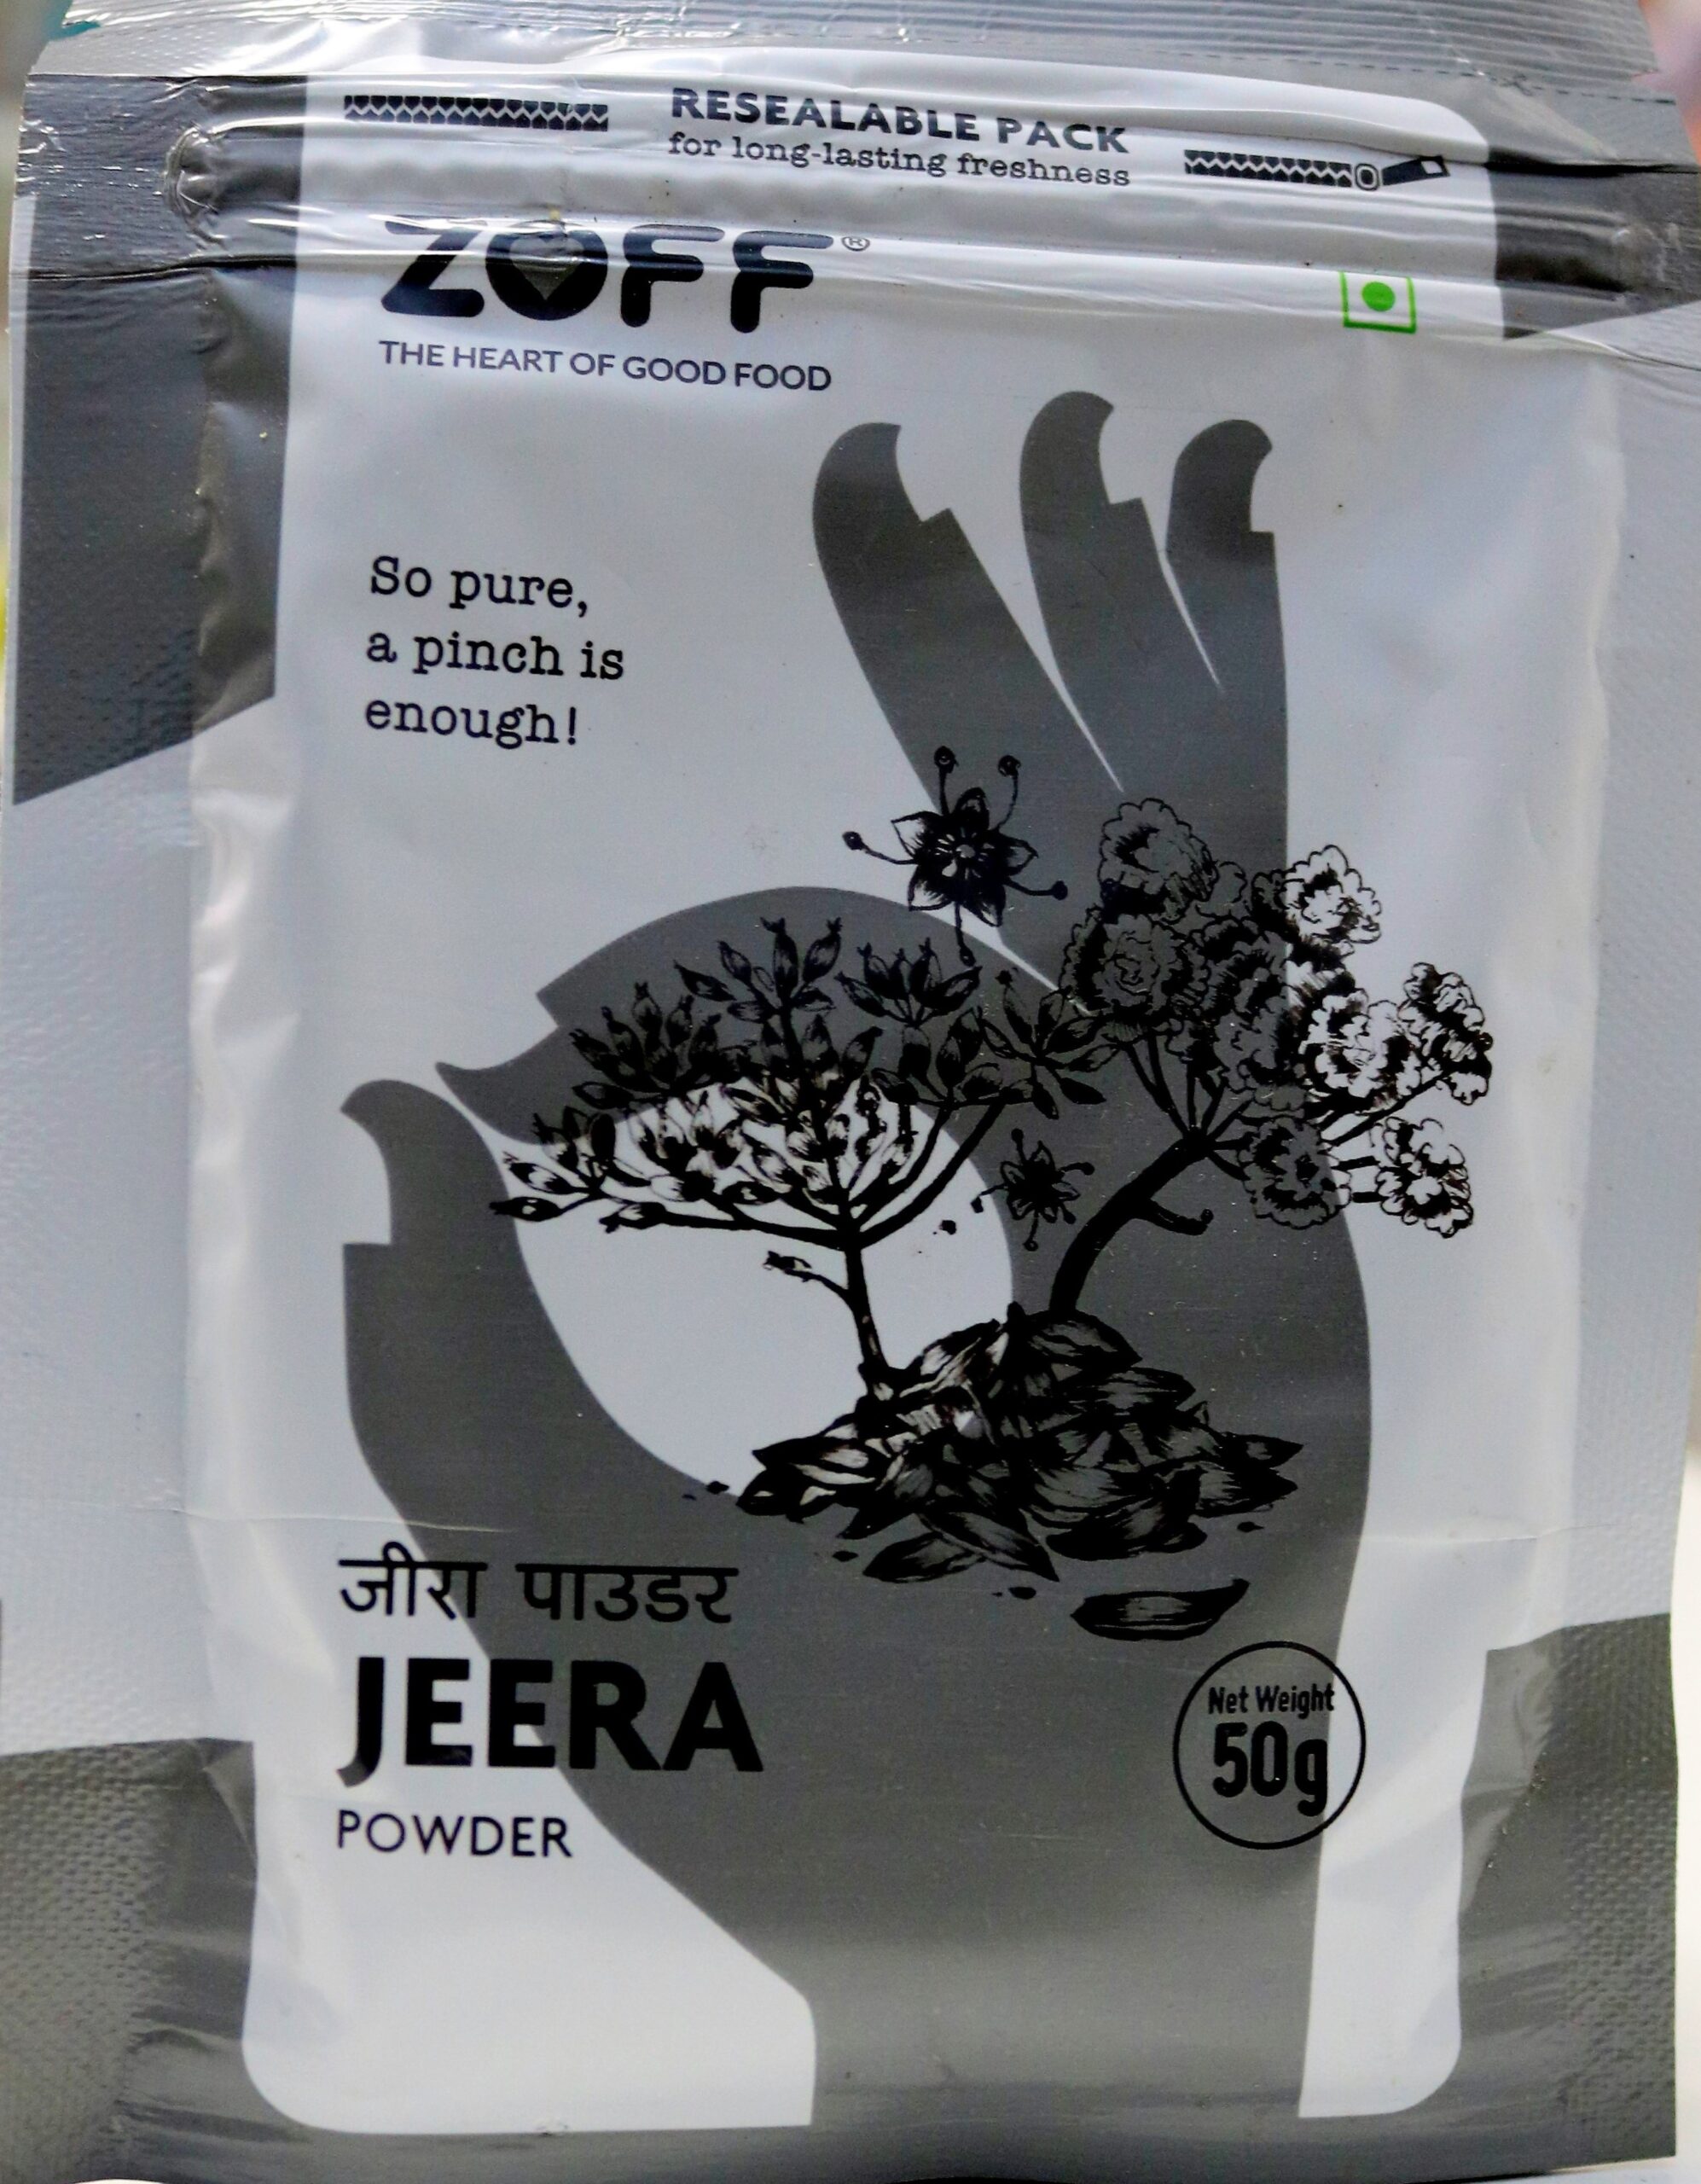 RESEALABLE PACK
for long-lasting freshness
ZOFF®
THE HEART OF GOOD FOOD
So pure,
a pinch is
enough!
जीरा पाउडर
JEERA
POWDER
Net Weight
50g